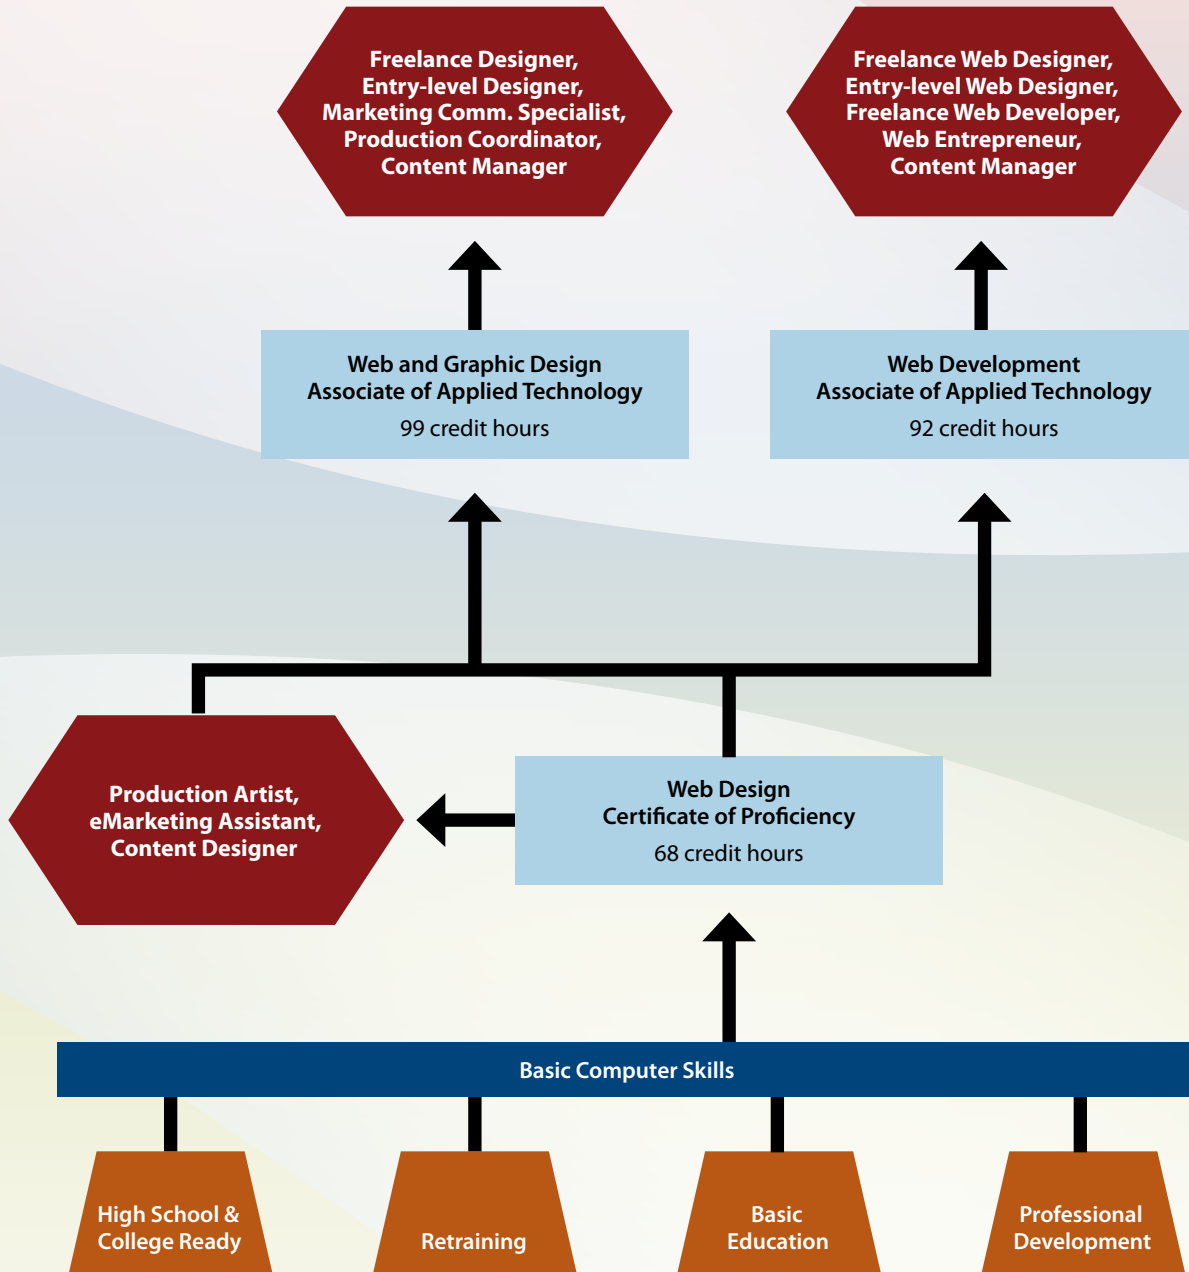 Freelance Designer,
Entry-level Designer,
Marketing Comm. Specialist,
Production Coordinator,
Content Manager
Freelance Web Designer,
Entry-level Web Designer,
Freelance Web Developer,
Web Entrepreneur,
Content Manager
Web and Graphic Design
Associate of Applied Technology
99 credit hours
Web Development
Associate of Applied Technology
92 credit hours
Production Artist,
eMarketing Assistant,
Content Designer
Web Design
Certificate of Proficiency
68 credit hours
Basic Computer Skills
High School &
College Ready
Retraining
Basic
Education
Professional
Development